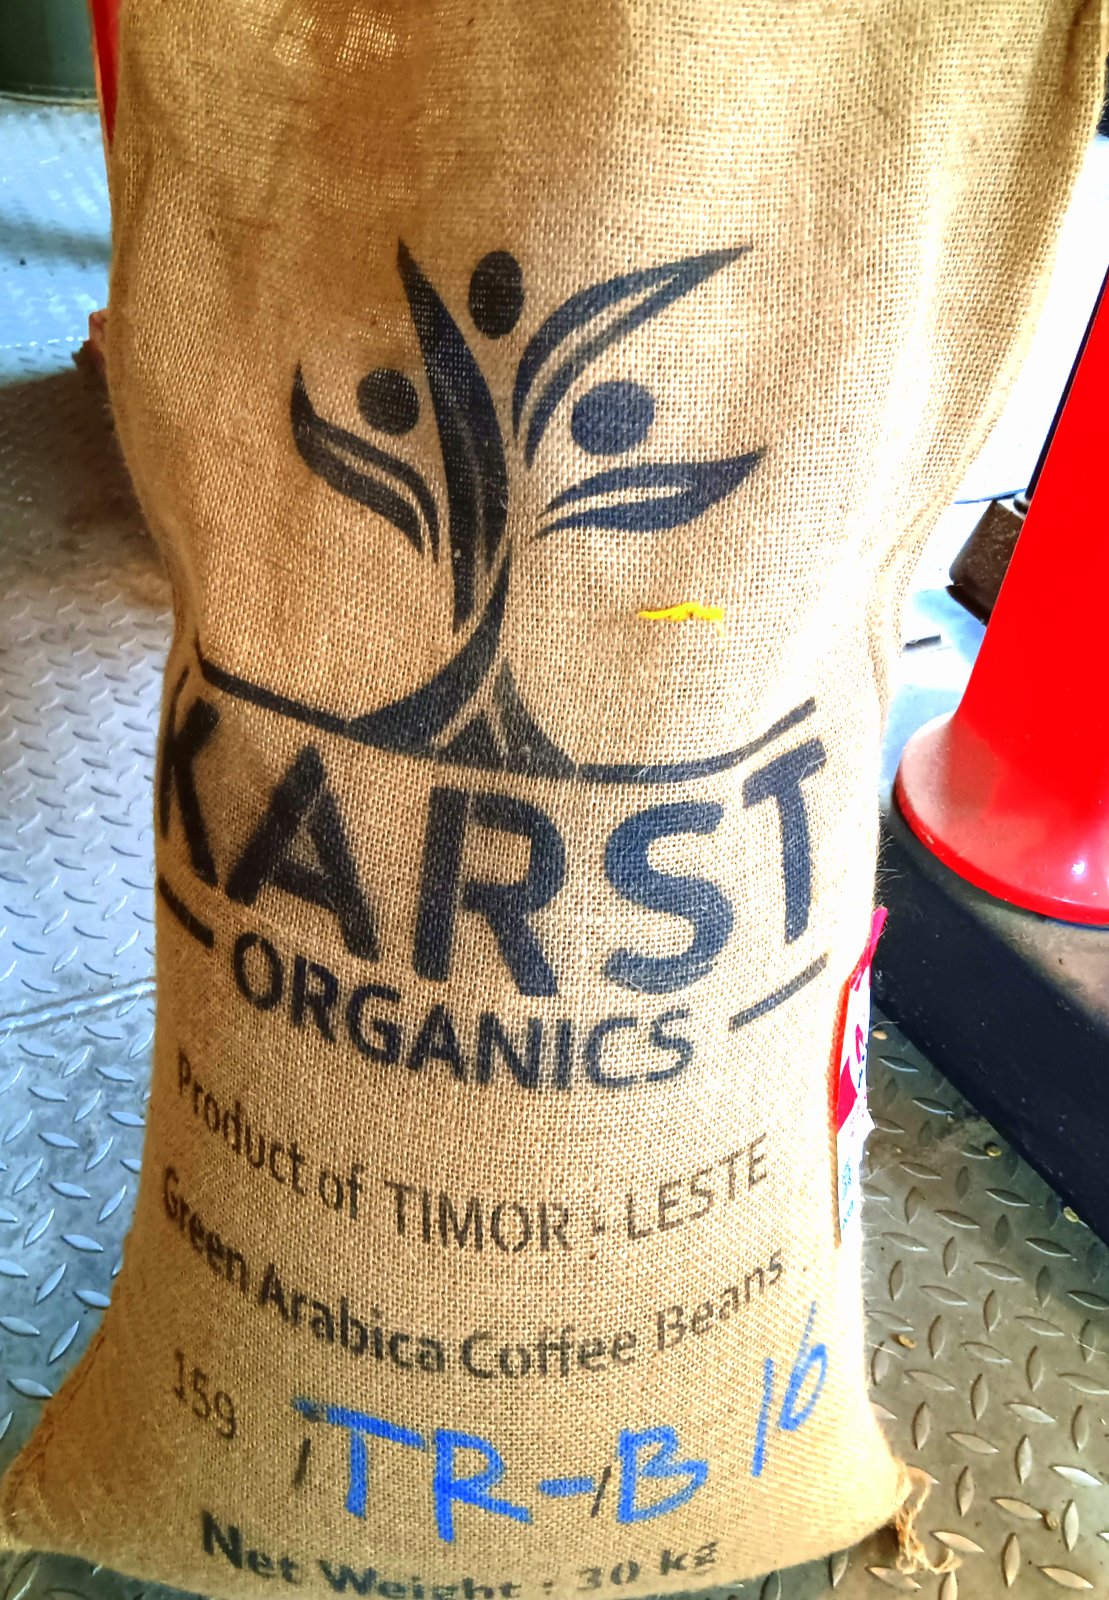 KARST
ORGANICS
Product of TIMOR - LESTE
Green Arabica Coffee Beans
159 / TR-/B 16
Net Weight : 30 kg